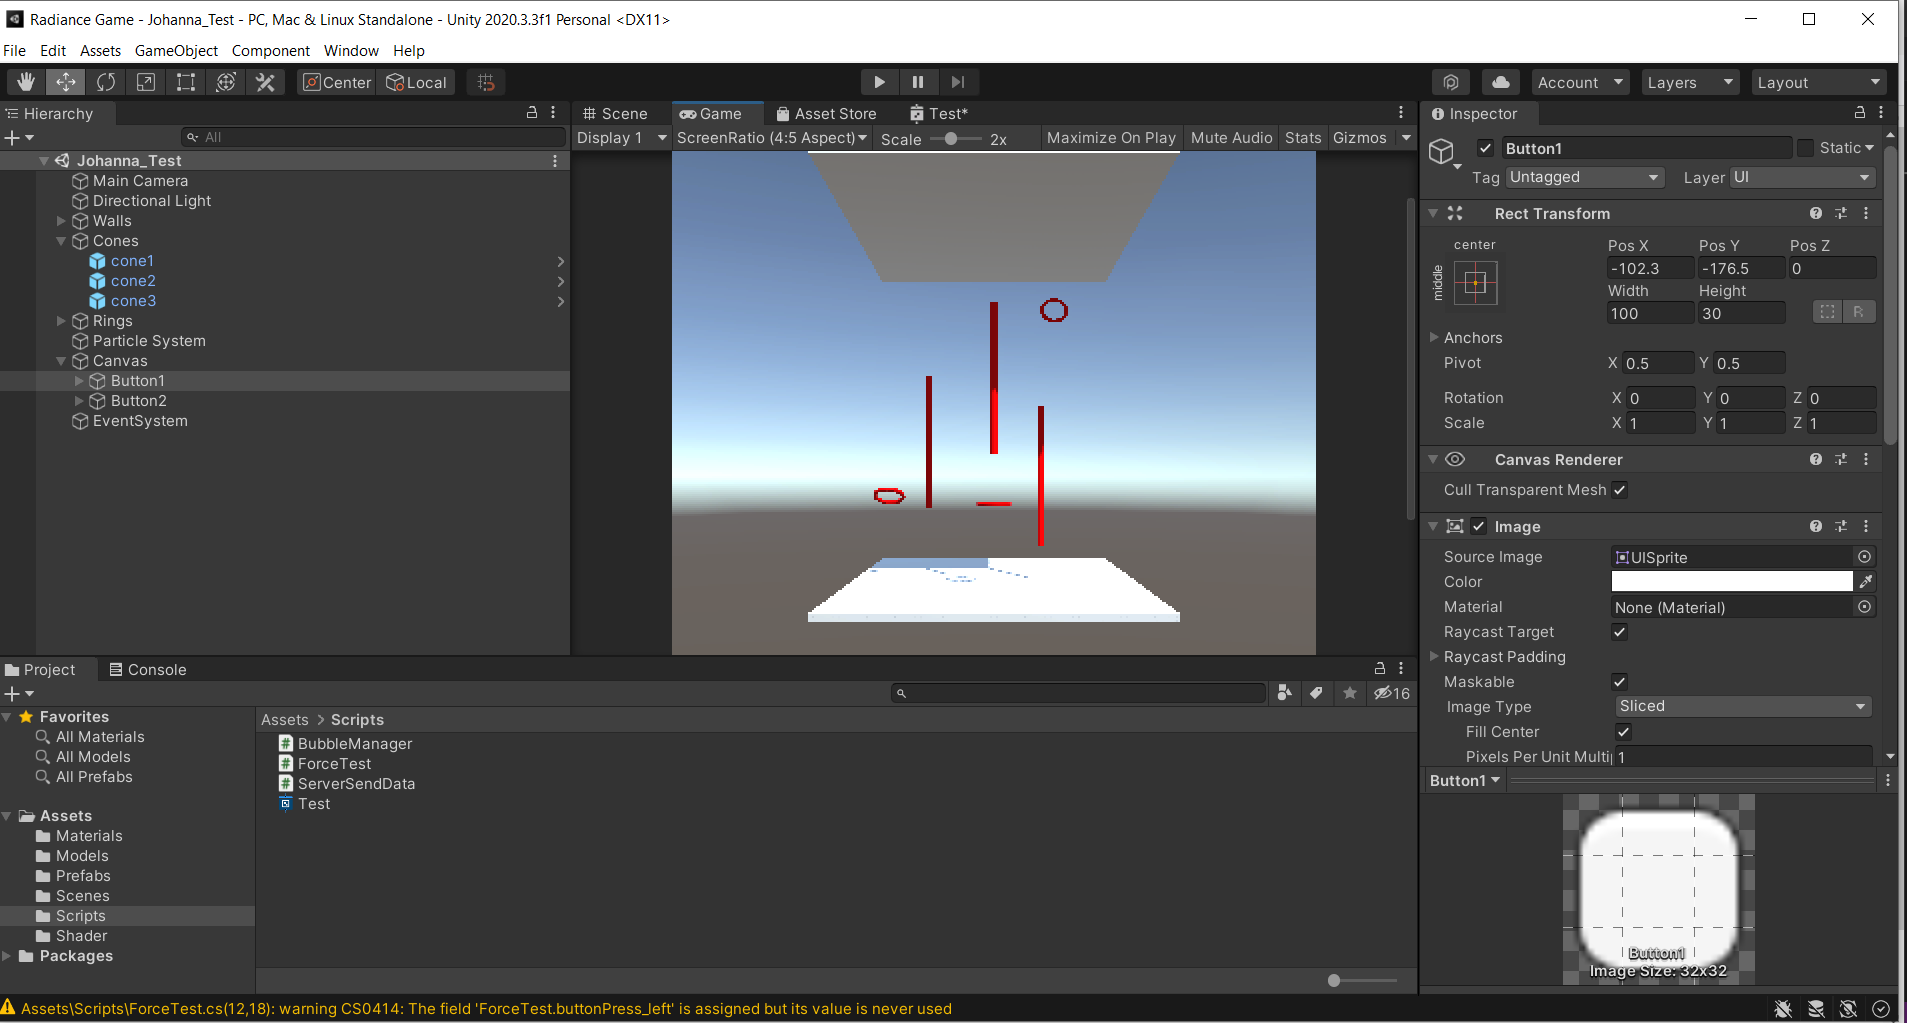 Radiance Game - Johanna_Test - PC, Mac & Linux Standalone - Unity 2020.3.3f1 Personal <DX11>
File Edit Assets GameObject Component Window Help
Center Local Account Layers Layout
Hierarchy
All
Johanna_Test
Main Camera
Directional Light
Walls
Cones
cone1
cone2
cone3
Rings
Particle System
Canvas
Button1
Button2
EventSystem
Scene Game Asset Store Test*
Display 1 ScreenRatio (4:5 Aspect) Scale 2x Maximize On Play Mute Audio Stats Gizmos
Inspector
Button1 Static
Tag Untagged Layer UI
Rect Transform
center
middle
Pos X Pos Y Pos Z
-102.3 -176.5 0
Width Height
100 30 R
Anchors
Pivot X 0.5 Y 0.5
Rotation X 0 Y 0 Z 0
Scale X 1 Y 1 Z 1
Canvas Renderer
Cull Transparent Mesh
Image
Source Image UISprite
Color
Material None (Material)
Raycast Target
Raycast Padding
Maskable
Image Type Sliced
Fill Center
Pixels Per Unit Multi 1
Button1
Button1
Image Size: 32x32
Project Console
16
Favorites
All Materials
All Models
All Prefabs
Assets
Materials
Models
Prefabs
Scenes
Scripts
Shader
Packages
Assets > Scripts
BubbleManager
ForceTest
ServerSendData
Test
Assets\Scripts\ForceTest.cs(12,18): warning CS0414: The field 'ForceTest.buttonPress_left' is assigned but its value is never used